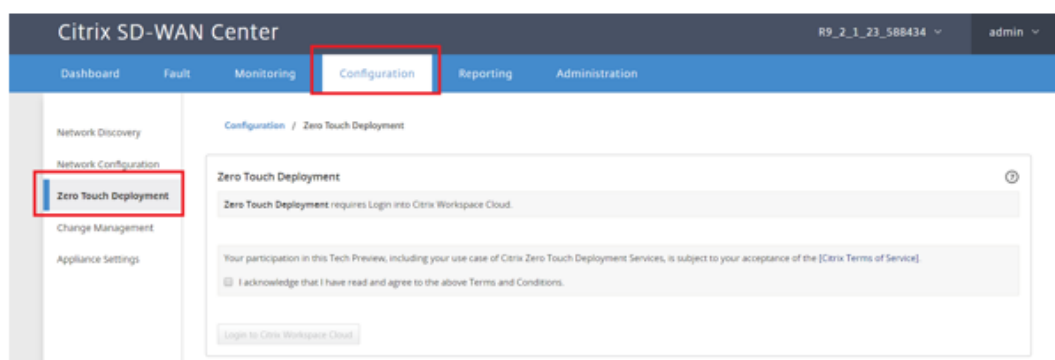 Citrix SD-WAN Center
R9_2_1_23_588434
admin
Dashboard
Fault
Monitoring
Configuration
Reporting
Administration
Network Discovery
Network Configuration
Zero Touch Deployment
Change Management
Appliance Settings
Configuration / Zero Touch Deployment
Zero Touch Deployment
Zero Touch Deployment requires Login into Citrix Workspace Cloud.
Your participation in this Tech Preview, including your use case of Citrix Zero Touch Deployment Services, is subject to your acceptance of the [Citrix Terms of Service].
I acknowledge that I have read and agree to the above Terms and Conditions.
Login to Citrix Workspace Cloud